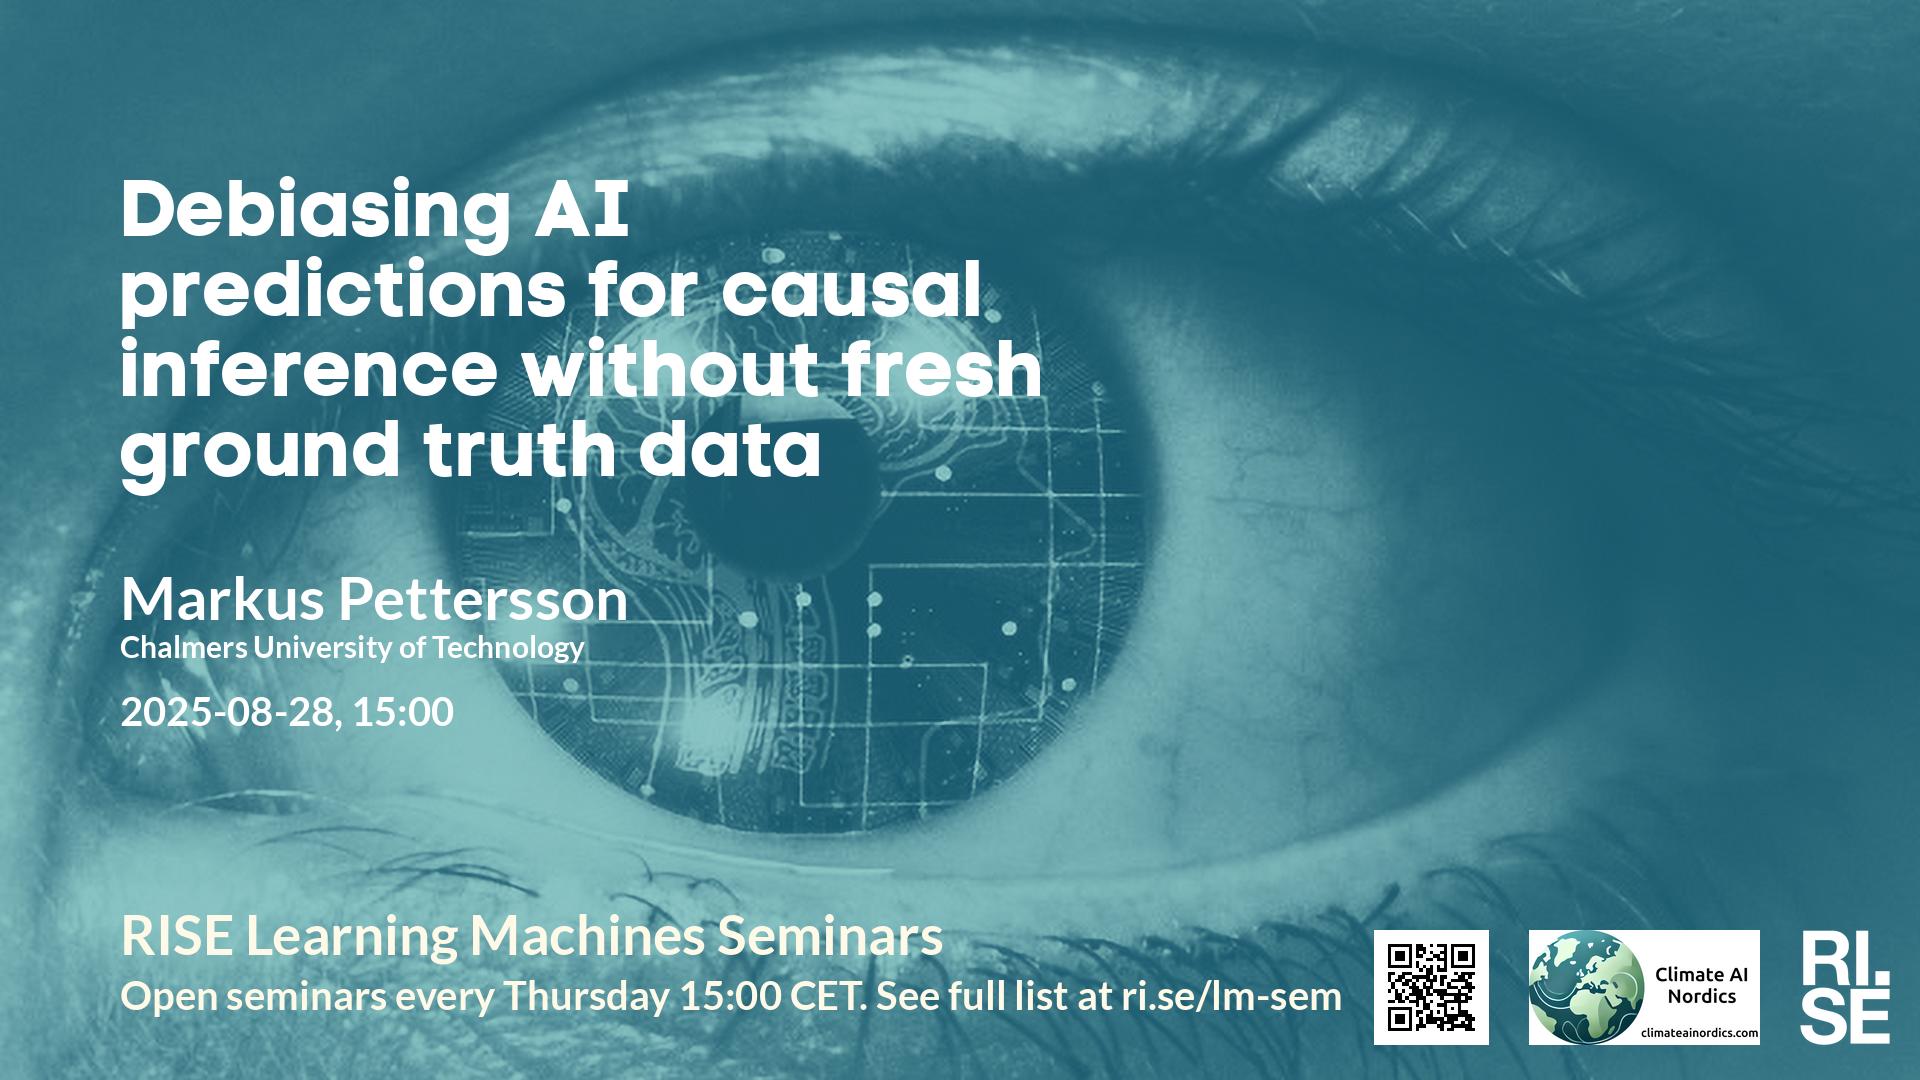 Debiasing AI
predictions for causal
inference without fresh
ground truth data
Markus Pettersson
Chalmers University of Technology
2025-08-28, 15:00
RISE Learning Machines Seminars
Open seminars every Thursday 15:00 CET. See full list at ri.se/lm-sem
Climate AI
Nordics
climateainordics.com
RI.
SE